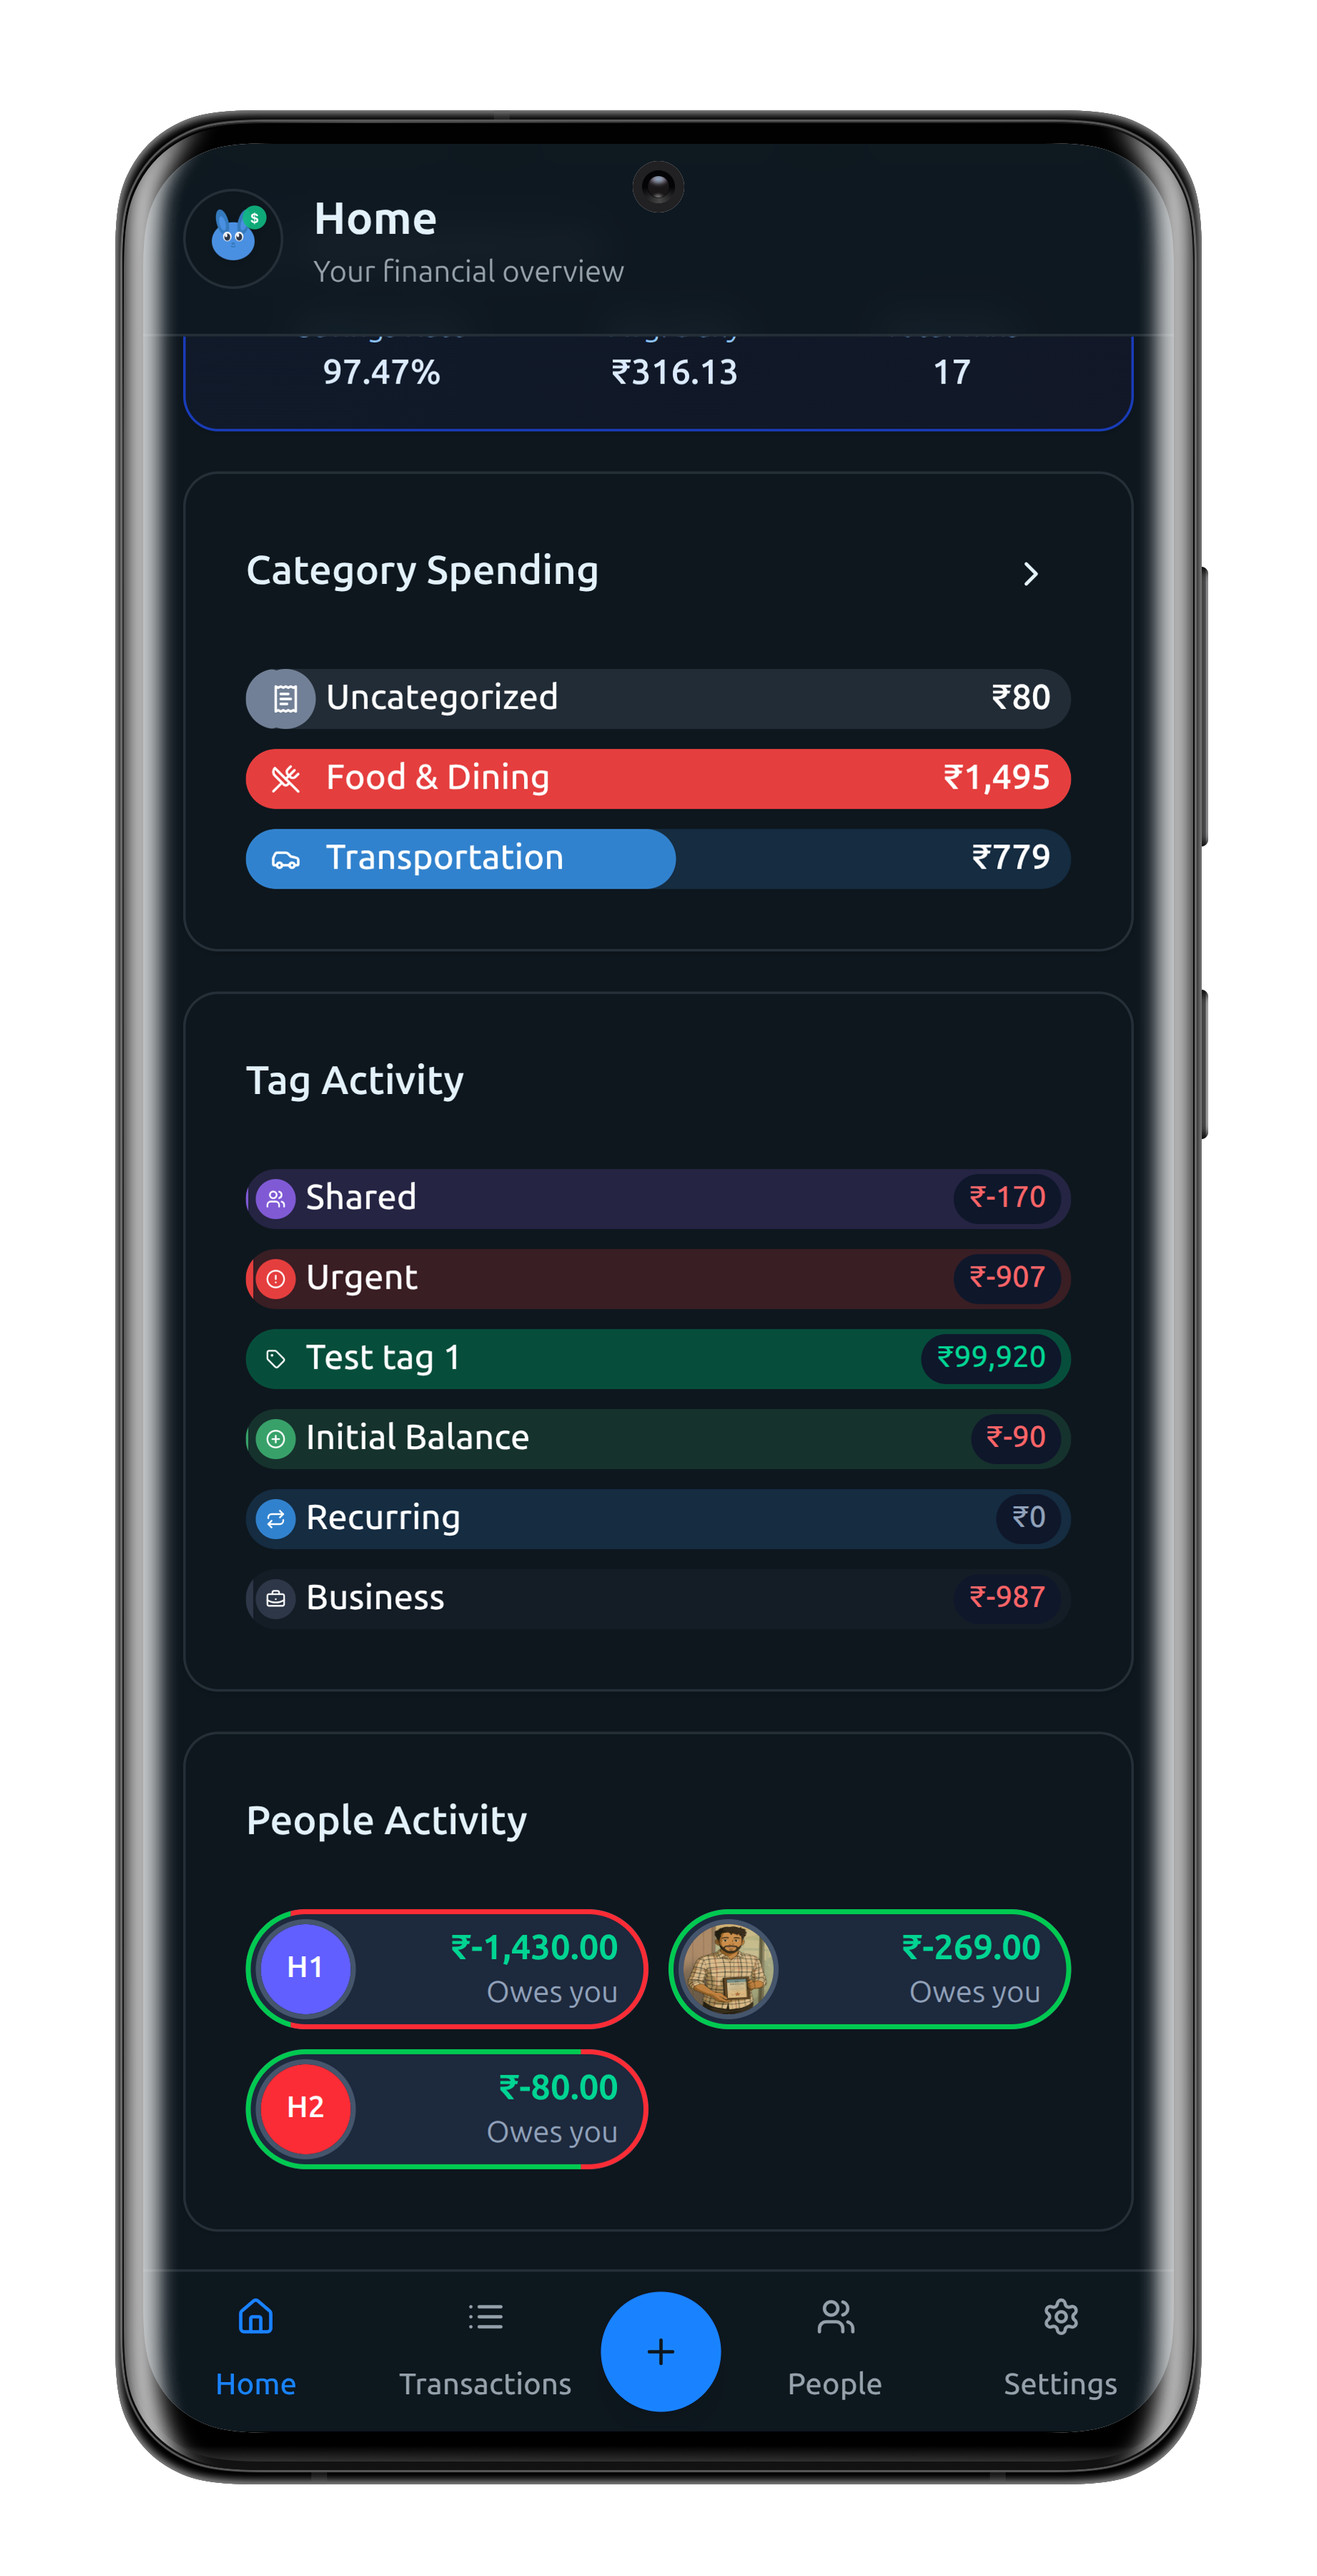 $
Home
Your financial overview
97.47% ₹316.13 17
Category Spending
Uncategorized ₹80
Food & Dining ₹1,495
Transportation ₹779
Tag Activity
Shared ₹-170
Urgent ₹-907
Test tag 1 ₹99,920
Initial Balance ₹-90
Recurring ₹0
Business ₹-987
People Activity
H1 ₹-1,430.00
Owes you
₹-269.00
Owes you
H2 ₹-80.00
Owes you
Home Transactions + People Settings